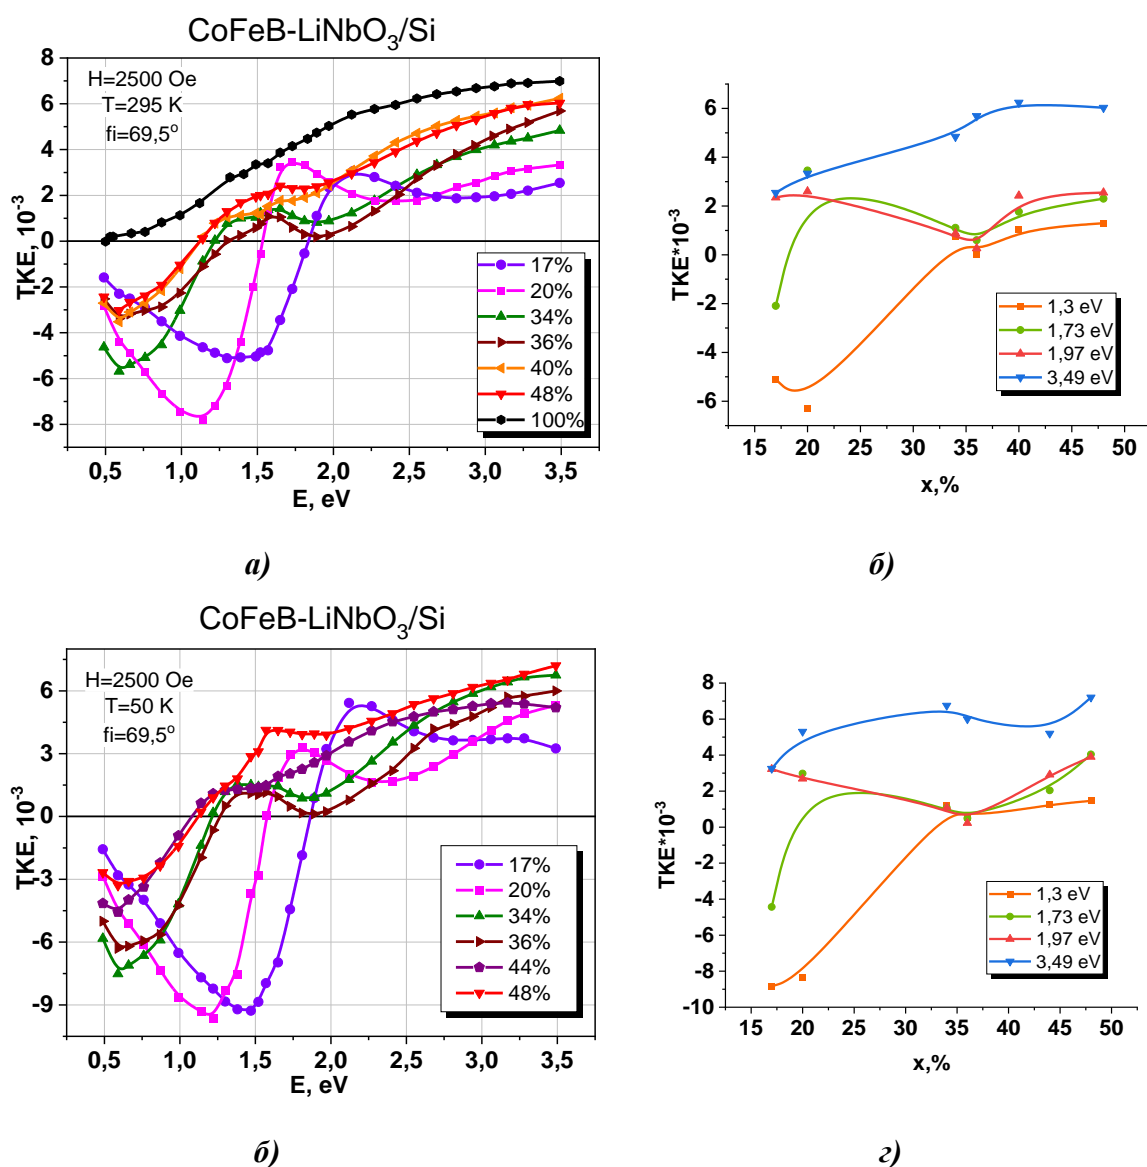 CoFeB-LiNbO3/Si
H=2500 Oe
T=295 K
fi=69,5°
TKE, 10-3
8
6
4
2
0
-2
-4
-6
-8
0,5 1,0 1,5 2,0 2,5 3,0 3,5
E, eV
17%
20%
34%
36%
40%
48%
100%
а)
TKE*10-3
6
4
2
0
-2
-4
-6
15 20 25 30 35 40 45 50
x,%
1,3 eV
1,73 eV
1,97 eV
3,49 eV
б)
CoFeB-LiNbO3/Si
H=2500 Oe
T=50 K
fi=69,5°
TKE, 10-3
6
3
0
-3
-6
-9
0,5 1,0 1,5 2,0 2,5 3,0 3,5
E, eV
17%
20%
34%
36%
44%
48%
б)
TKE*10-3
8
6
4
2
0
-2
-4
-6
-8
-10
15 20 25 30 35 40 45 50
x,%
1,3 eV
1,73 eV
1,97 eV
3,49 eV
г)